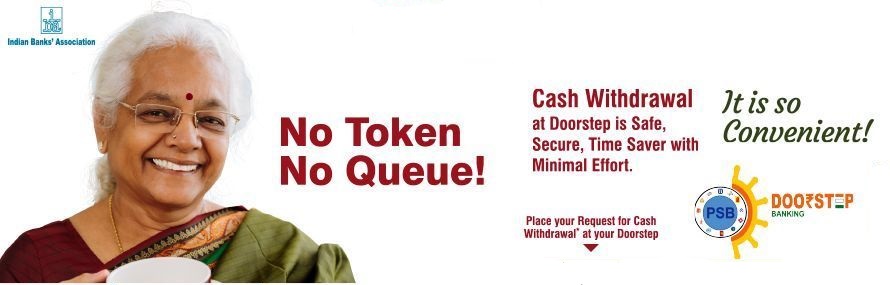 Indian Banks' Association
No Token
No Queue!
Cash Withdrawal
at Doorstep is Safe,
Secure, Time Saver with
Minimal Effort.
Place your Request for Cash
Withdrawal* at your Doorstep
It is so
Convenient!
PSB
DOORSTEP
BANKING